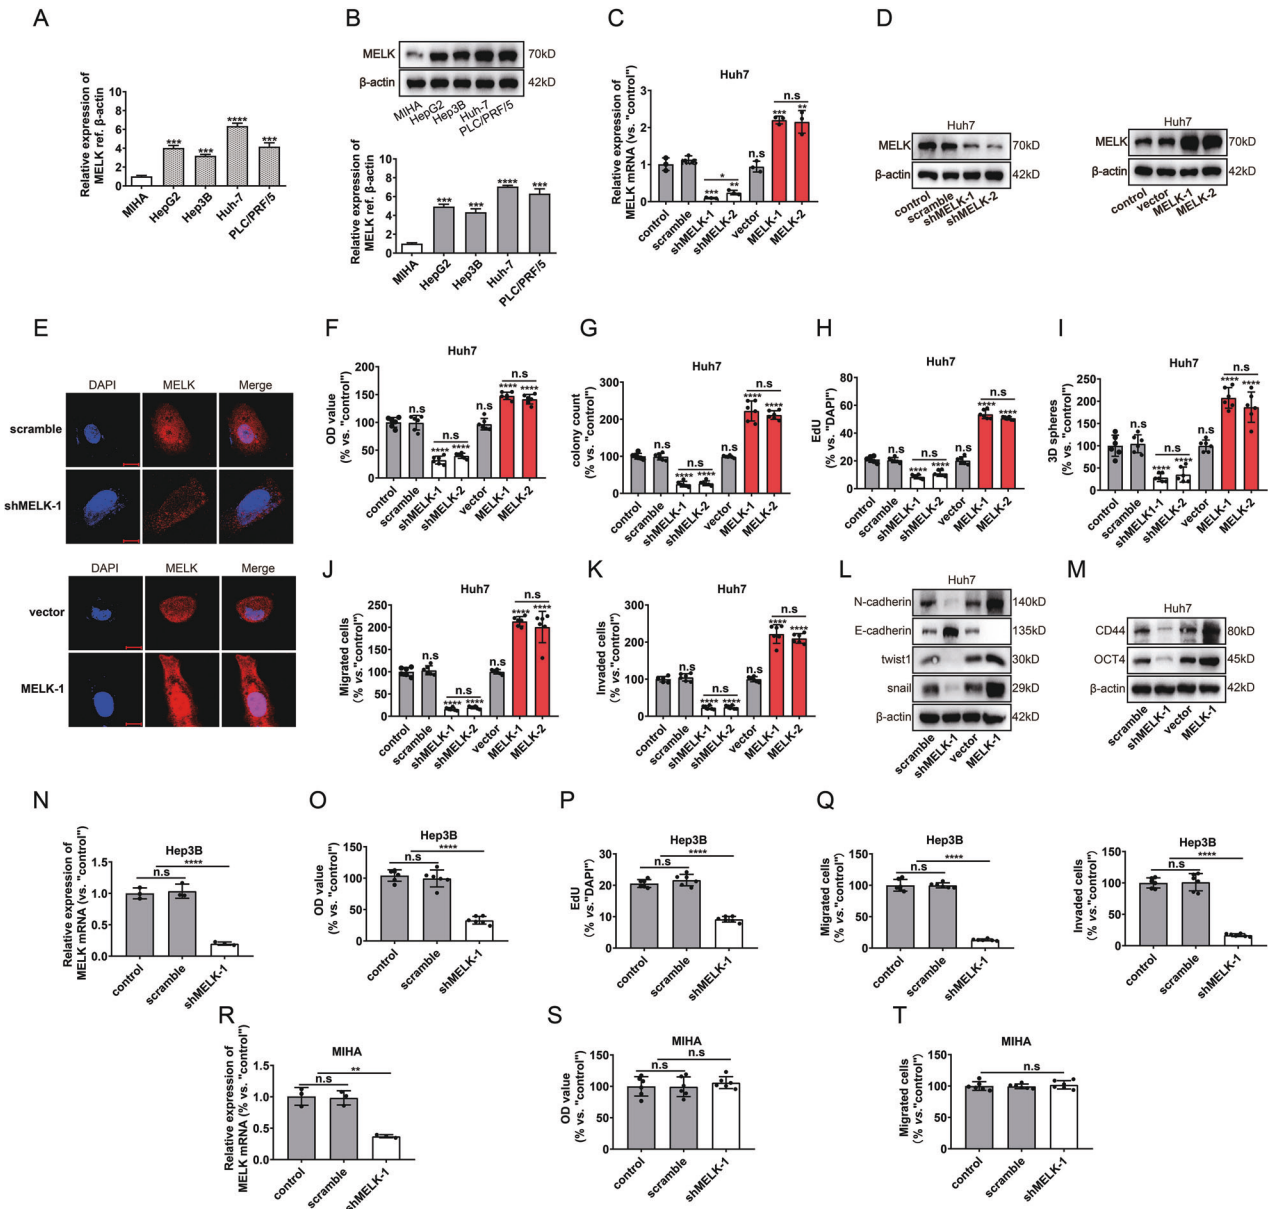 A
Relative expression of
MELK ref. β-actin
10
8
6
4
2
0
***
***
****
***
MIHA
HepG2
Hep3B
Huh-7
PLC/PRF/5
B
MELK
70kD
β-actin
42kD
MIHA
HepG2
Hep3B
Huh-7
PLC/PRF/5
Relative expression of
MELK ref. β-actin
10
8
6
4
2
0
***
***
****
***
MIHA
HepG2
Hep3B
Huh-7
PLC/PRF/5
C
Huh7
Relative expression of
MELK mRNA (vs. "control")
3
2
1
0
n.s
***
**
n.s
*
***
**
control
scramble
shMELK-1
shMELK-2
vector
MELK-1
MELK-2
D
Huh7
MELK
70kD
β-actin
42kD
control
scramble
shMELK-1
shMELK-2
Huh7
MELK
70kD
β-actin
42kD
control
vector
MELK-1
MELK-2
E
DAPI
MELK
Merge
scramble
shMELK-1
DAPI
MELK
Merge
vector
MELK-1
F
Huh7
OD value
(% vs. "control")
200
150
100
50
0
n.s
n.s
****
****
n.s
n.s
****
****
control
scramble
shMELK-1
shMELK-2
vector
MELK-1
MELK-2
G
Huh7
colony count
(% vs. "control")
300
200
100
0
n.s
n.s
****
****
n.s
n.s
****
****
control
scramble
shMELK-1
shMELK-2
vector
MELK-1
MELK-2
H
Huh7
EdU
(% vs. "DAPI")
80
60
40
20
0
n.s
n.s
****
****
n.s
n.s
****
****
control
scramble
shMELK-1
shMELK-2
vector
MELK-1
MELK-2
I
Huh7
3D spheres
(% vs. "control")
300
250
200
150
100
50
0
n.s
n.s
****
****
n.s
n.s
****
****
control
Scramble
shMELK1-1
shMELK-2
vector
MELK-1
MELK-2
J
Huh7
Migrated cells
(% vs."control")
250
200
150
100
50
0
n.s
n.s
****
****
n.s
n.s
****
****
control
scramble
shMELK-1
shMELK-2
vector
MELK-1
MELK-2
K
Huh7
Invaded cells
(% vs."control")
300
200
100
0
n.s
n.s
****
****
n.s
n.s
****
****
control
scramble
shMELK-1
shMELK-2
vector
MELK-1
MELK-2
L
Huh7
N-cadherin
140kD
E-cadherin
135kD
twist1
30kD
snail
29kD
β-actin
42kD
scramble
shMELK-1
vector
MELK-1
M
Huh7
CD44
80kD
OCT4
45kD
β-actin
42kD
scramble
shMELK-1
vector
MELK-1
N
Hep3B
Relative expression of
MELK mRNA (vs. "control")
1.5
1.0
0.5
0.0
****
n.s
control
scramble
shMELK-1
O
Hep3B
OD value
(% vs. "control")
200
150
100
50
0
****
n.s
control
scramble
shMELK-1
P
Hep3B
EdU
(% vs."DAPI")
30
20
10
0
****
n.s
control
scramble
shMELK-1
Q
Hep3B
Migrated cells
(% vs."control")
150
100
50
0
****
n.s
control
scramble
shMELK-1
Hep3B
Invaded cells
(% vs."control")
150
100
50
0
****
n.s
control
scramble
shMELK-1
R
MIHA
Relative expression of
MELK mRNA (% vs. "control")
1.5
1.0
0.5
0.0
**
n.s
control
scramble
shMELK-1
S
MIHA
OD value
(% vs. "control")
150
100
50
0
n.s
n.s
control
scramble
shMELK-1
T
MIHA
Migrated cells
(% vs."control")
150
100
50
0
n.s
control
scramble
shMELK-1